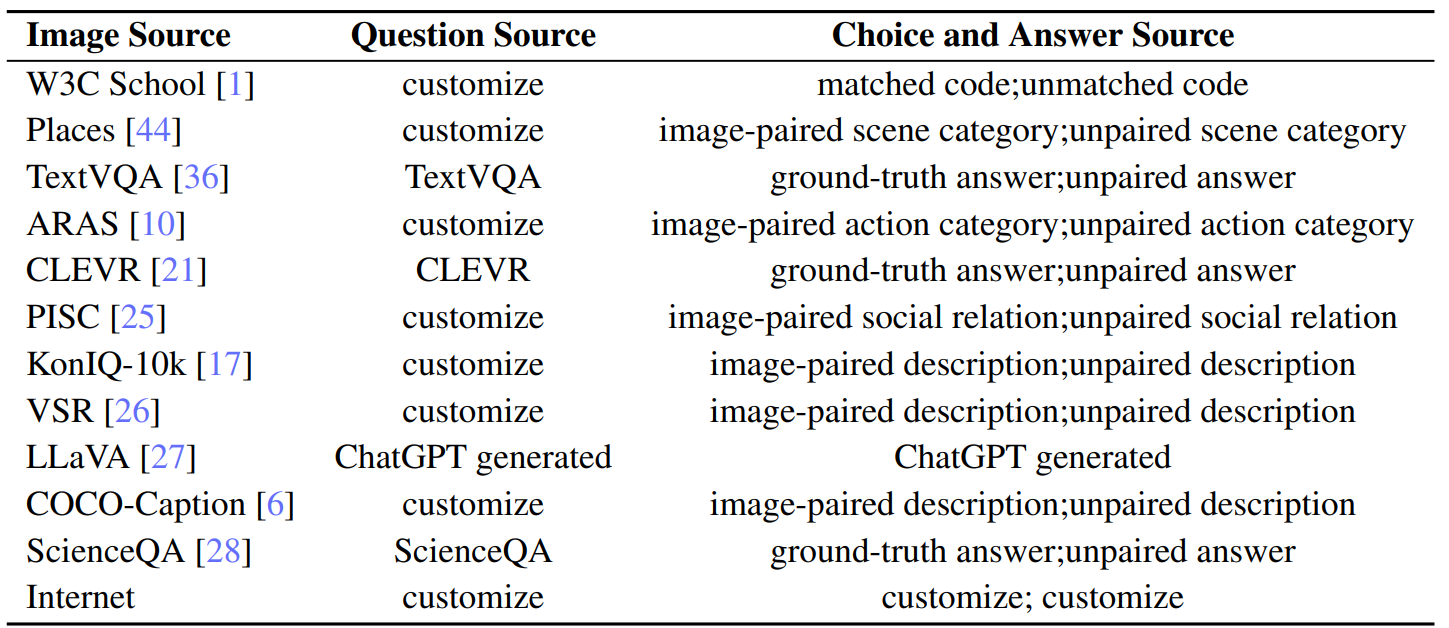 Image Source Question Source Choice and Answer Source
W3C School [1] customize matched code;unmatched code
Places [44] customize image-paired scene category;unpaired scene category
TextVQA [36] TextVQA ground-truth answer;unpaired answer
ARAS [10] customize image-paired action category;unpaired action category
CLEVR [21] CLEVR ground-truth answer;unpaired answer
PISC [25] customize image-paired social relation;unpaired social relation
KonIQ-10k [17] customize image-paired description;unpaired description
VSR [26] customize image-paired description;unpaired description
LLaVA [27] ChatGPT generated ChatGPT generated
COCO-Caption [6] customize image-paired description;unpaired description
ScienceQA [28] ScienceQA ground-truth answer;unpaired answer
Internet customize customize; customize